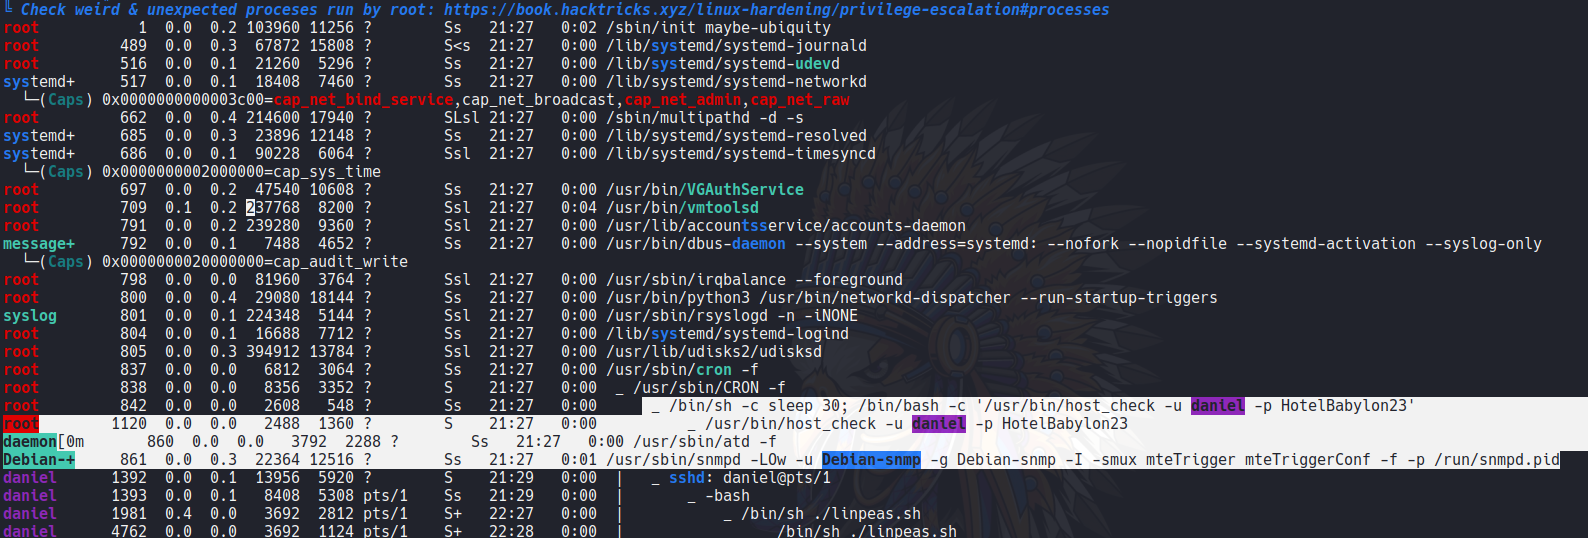 ╚ Check weird & unexpected proceses run by root: https://book.hacktricks.xyz/linux-hardening/privilege-escalation#processes
root 1 0.0 0.2 103960 11256 ? Ss 21:27 0:02 /sbin/init maybe-ubiquity
root 489 0.0 0.3 67872 15808 ? S<s 21:27 0:00 /lib/systemd/systemd-journald
root 516 0.0 0.1 21260 5296 ? Ss 21:27 0:00 /lib/systemd/systemd-udevd
systemd+ 517 0.0 0.1 18408 7460 ? Ss 21:27 0:00 /lib/systemd/systemd-networkd
└─(Caps) 0x0000000000003c00=cap_net_bind_service,cap_net_broadcast,cap_net_admin,cap_net_raw
root 662 0.0 0.4 214600 17940 ? SLsl 21:27 0:00 /sbin/multipathd -d -s
systemd+ 685 0.0 0.3 23896 12148 ? Ss 21:27 0:00 /lib/systemd/systemd-resolved
systemd+ 686 0.0 0.1 90228 6064 ? Ssl 21:27 0:00 /lib/systemd/systemd-timesyncd
└─(Caps) 0x0000000002000000=cap_sys_time
root 697 0.0 0.2 47540 10608 ? Ss 21:27 0:00 /usr/bin/VGAuthService
root 709 0.1 0.2 237768 8200 ? Ssl 21:27 0:04 /usr/bin/vmtoolsd
root 791 0.0 0.2 239280 9360 ? Ssl 21:27 0:00 /usr/lib/accountsservice/accounts-daemon
message+ 792 0.0 0.1 7488 4652 ? Ss 21:27 0:00 /usr/bin/dbus-daemon --system --address=systemd: --nofork --nopidfile --systemd-activation --syslog-only
└─(Caps) 0x0000000020000000=cap_audit_write
root 798 0.0 0.0 81960 3764 ? Ssl 21:27 0:00 /usr/sbin/irqbalance --foreground
root 800 0.0 0.4 29080 18144 ? Ss 21:27 0:00 /usr/bin/python3 /usr/bin/networkd-dispatcher --run-startup-triggers
syslog 801 0.0 0.1 224348 5144 ? Ssl 21:27 0:00 /usr/sbin/rsyslogd -n -iNONE
root 804 0.0 0.1 16688 7712 ? Ss 21:27 0:00 /lib/systemd/systemd-logind
root 805 0.0 0.3 394912 13784 ? Ssl 21:27 0:00 /usr/lib/udisks2/udisksd
root 837 0.0 0.0 6812 3064 ? Ss 21:27 0:00 /usr/sbin/cron -f
root 838 0.0 0.0 8356 3352 ? S 21:27 0:00 _ /usr/sbin/CRON -f
root 842 0.0 0.0 2608 548 ? Ss 21:27 0:00 _ /bin/sh -c sleep 30; /bin/bash -c '/usr/bin/host_check -u daniel -p HotelBabylon23'
root 1120 0.0 0.0 2488 1360 ? S 21:27 0:00 _ /usr/bin/host_check -u daniel -p HotelBabylon23
daemon[0m 860 0.0 0.0 3792 2288 ? Ss 21:27 0:00 /usr/sbin/atd -f
Debian-+ 861 0.0 0.3 22364 12516 ? Ss 21:27 0:01 /usr/sbin/snmpd -LOw -u Debian-snmp -g Debian-snmp -I -smux mteTrigger mteTriggerConf -f -p /run/snmpd.pid
daniel 1392 0.0 0.1 13956 5920 ? S 21:29 0:00 | _ sshd: daniel@pts/1
daniel 1393 0.0 0.1 8408 5308 pts/1 Ss 21:29 0:00 | _ -bash
daniel 1981 0.4 0.0 3692 2812 pts/1 S+ 22:27 0:00 | _ /bin/sh ./linpeas.sh
daniel 4762 0.0 0.0 3692 1124 pts/1 S+ 22:28 0:00 | /bin/sh ./linpeas.sh